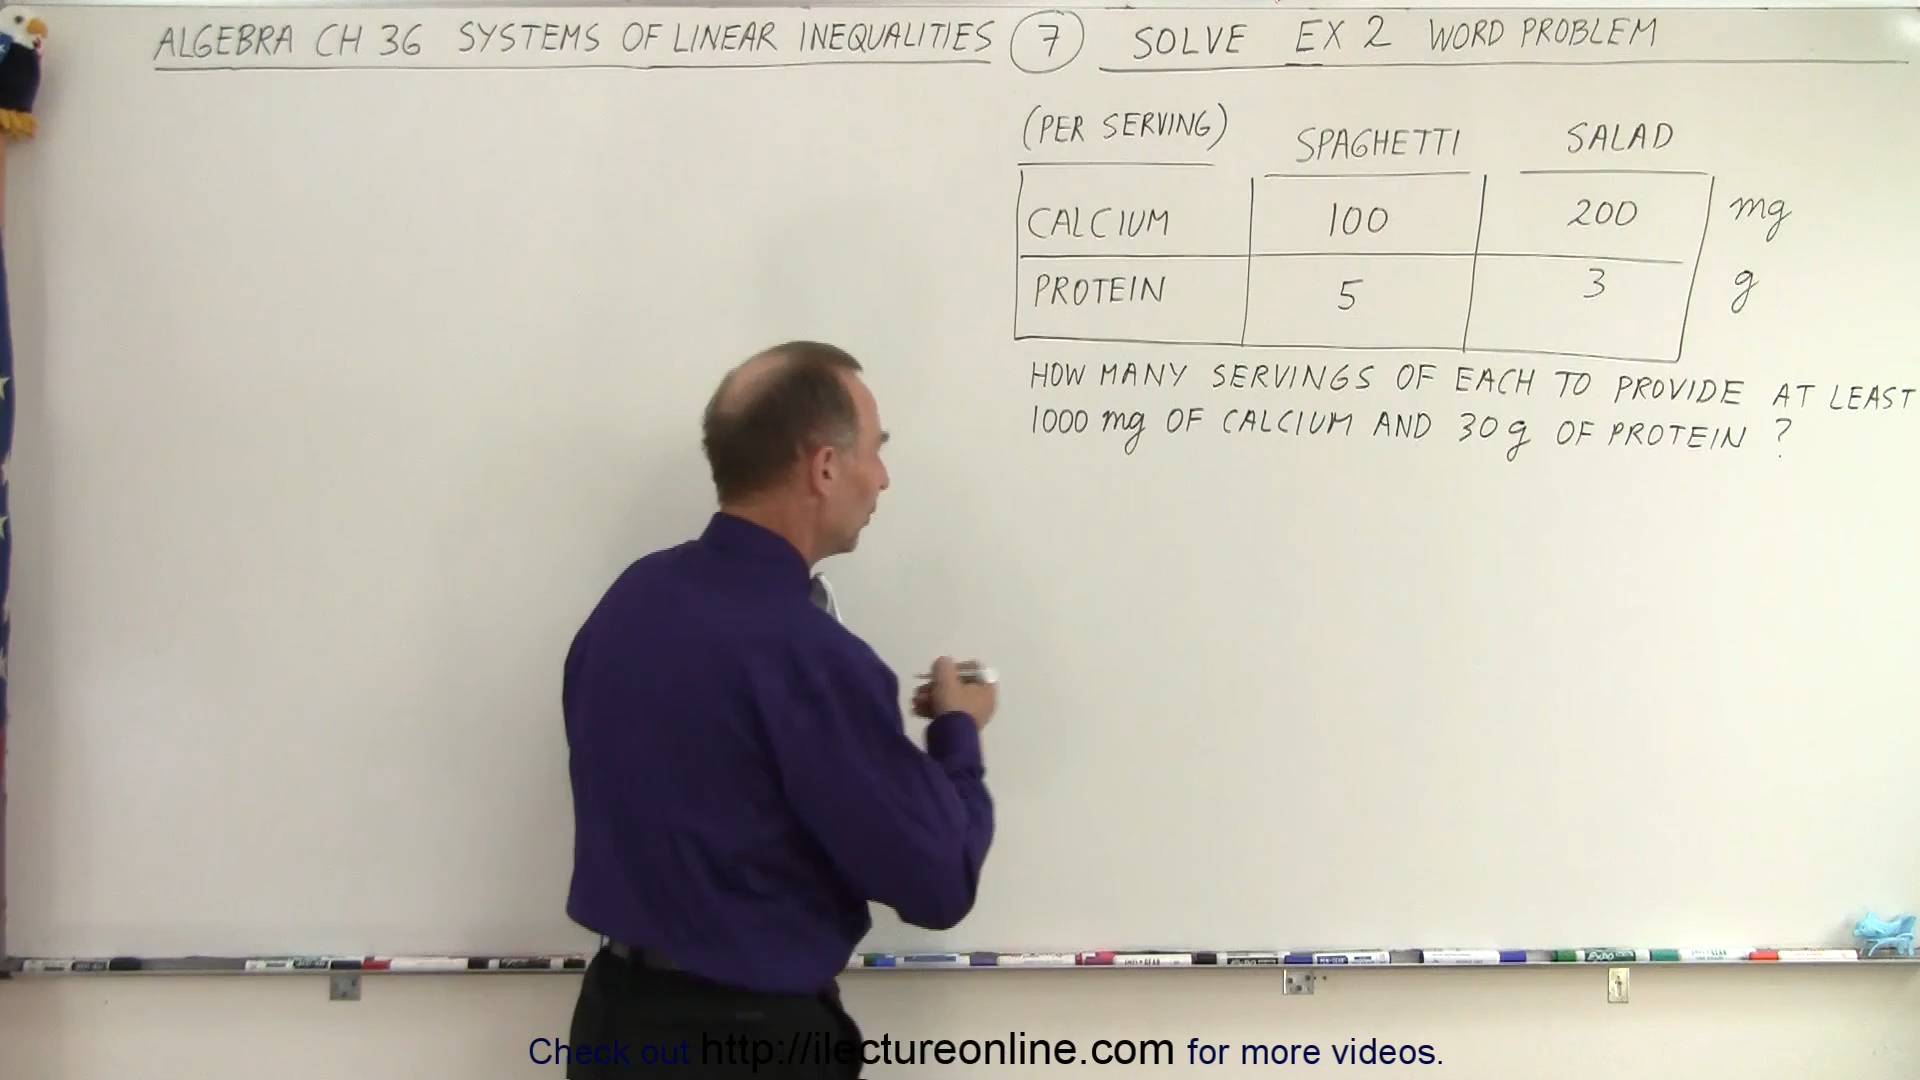 ALGEBRA CH 36 SYSTEMS OF LINEAR INEQUALITIES 7 SOLVE EX 2 WORD PROBLEM
(PER SERVING) SPAGHETTI SALAD
CALCIUM 100 200 mg
PROTEIN 5 3 g
HOW MANY SERVINGS OF EACH TO PROVIDE AT LEAST
1000 mg OF CALCIUM AND 30 g OF PROTEIN ?
Check out http://ilectureonline.com for more videos.